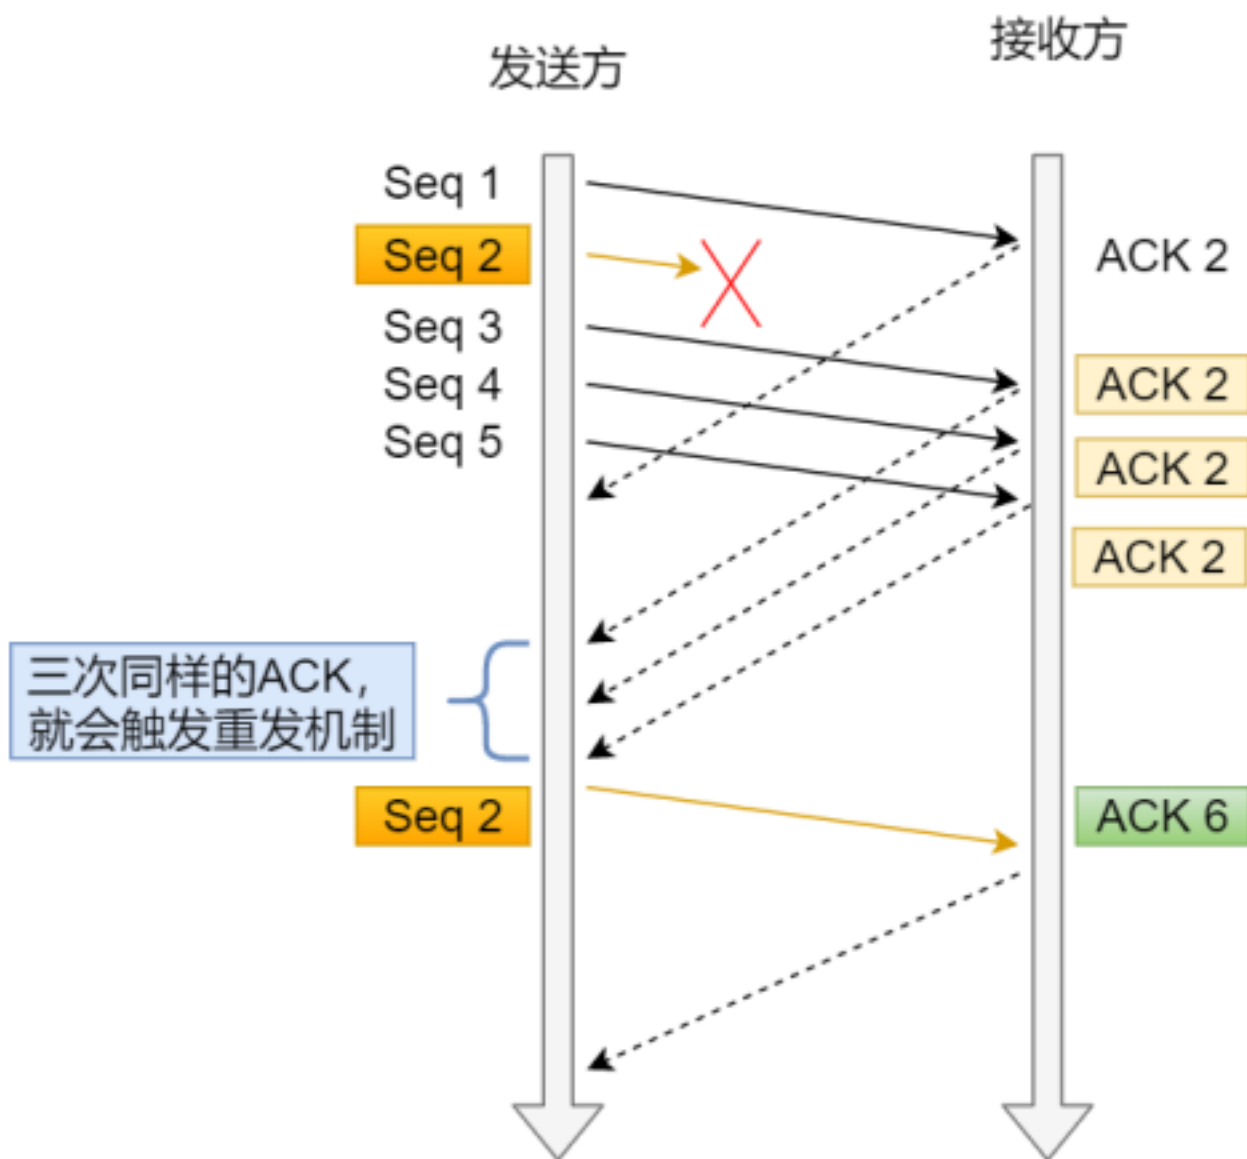 发送方
接收方
Seq 1
Seq 2
ACK 2
Seq 3
Seq 4
ACK 2
Seq 5
ACK 2
ACK 2
三次同样的ACK，
就会触发重发机制
Seq 2
ACK 6